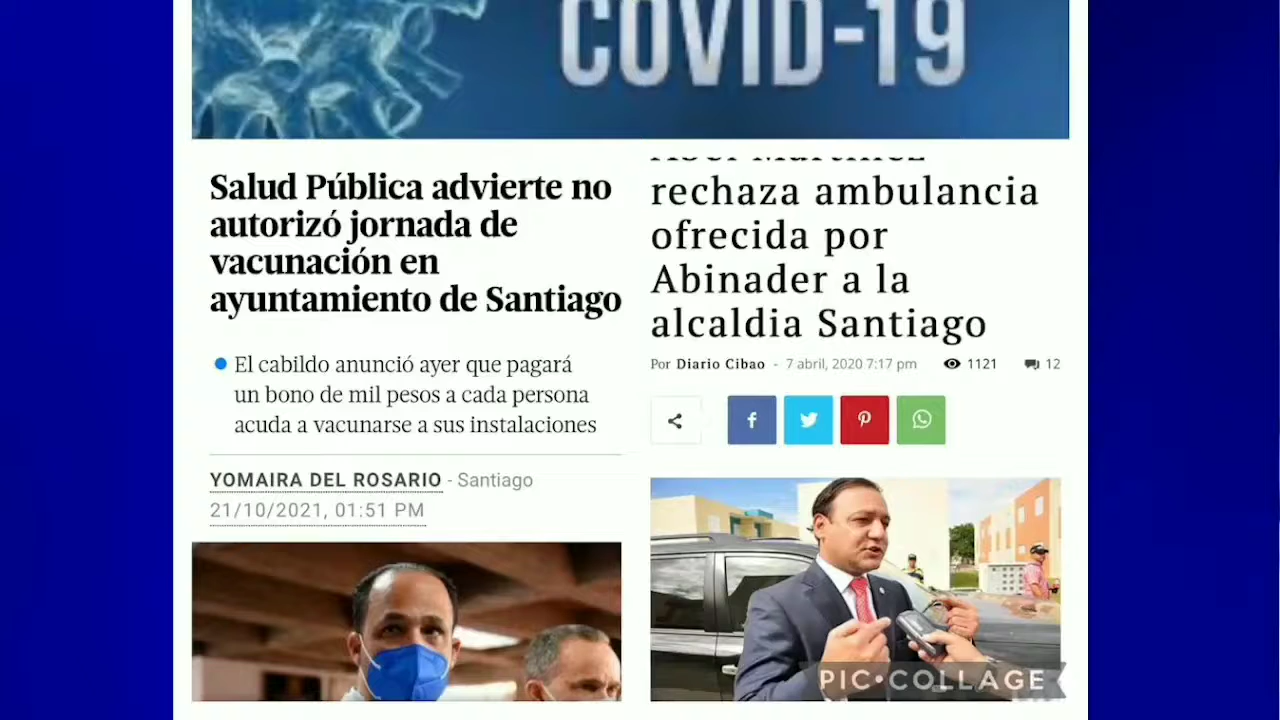 COVID-19
Salud Pública advierte no
autorizó jornada de
vacunación en
ayuntamiento de Santiago
El cabildo anunció ayer que pagará
un bono de mil pesos a cada persona
acuda a vacunarse a sus instalaciones
YOMAIRA DEL ROSARIO - Santiago
21/10/2021, 01:51 PM
rechaza ambulancia
ofrecida por
Abinader a la
alcaldia Santiago
Por Diario Cibao - 7 abril, 2020 7:17 pm 1121 12
PIC•COLLAGE